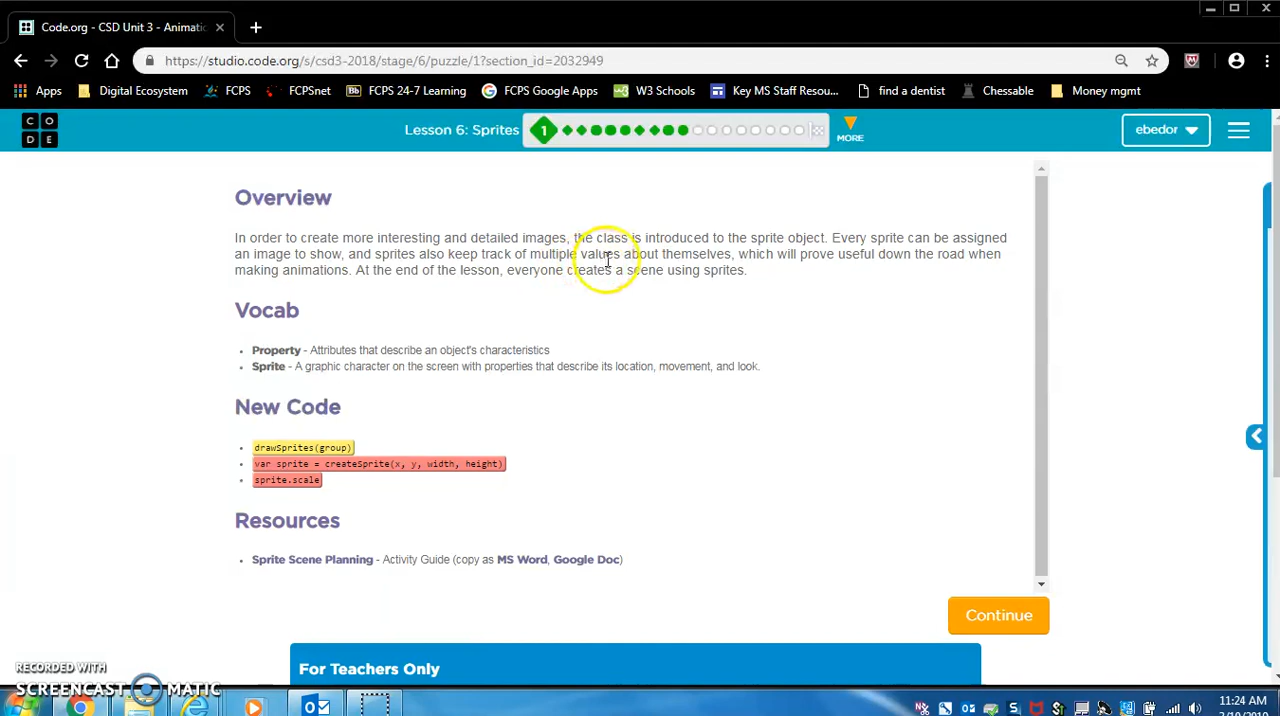 Code.org - CSD Unit 3 - Animatic
https://studio.code.org/s/csd3-2018/stage/6/puzzle/1?section_id=2032949
Apps Digital Ecosystem FCPS FCPSnet Bb FCPS 24-7 Learning FCPS Google Apps W3 Schools Key MS Staff Resou... find a dentist Chessable Money mgmt
CO
DE
Lesson 6: Sprites 1 MORE ebedor
Overview
In order to create more interesting and detailed images, the class is introduced to the sprite object. Every sprite can be assigned
an image to show, and sprites also keep track of multiple values about themselves, which will prove useful down the road when
making animations. At the end of the lesson, everyone creates a scene using sprites.
Vocab
Property - Attributes that describe an object's characteristics
Sprite - A graphic character on the screen with properties that describe its location, movement, and look.
New Code
drawSprites(group)
var sprite = createSprite(x, y, width, height)
sprite.scale
Resources
Sprite Scene Planning - Activity Guide (copy as MS Word, Google Doc)
Continue
For Teachers Only
RECORDED WITH
SCREENCAST MATIC
11:24 AM